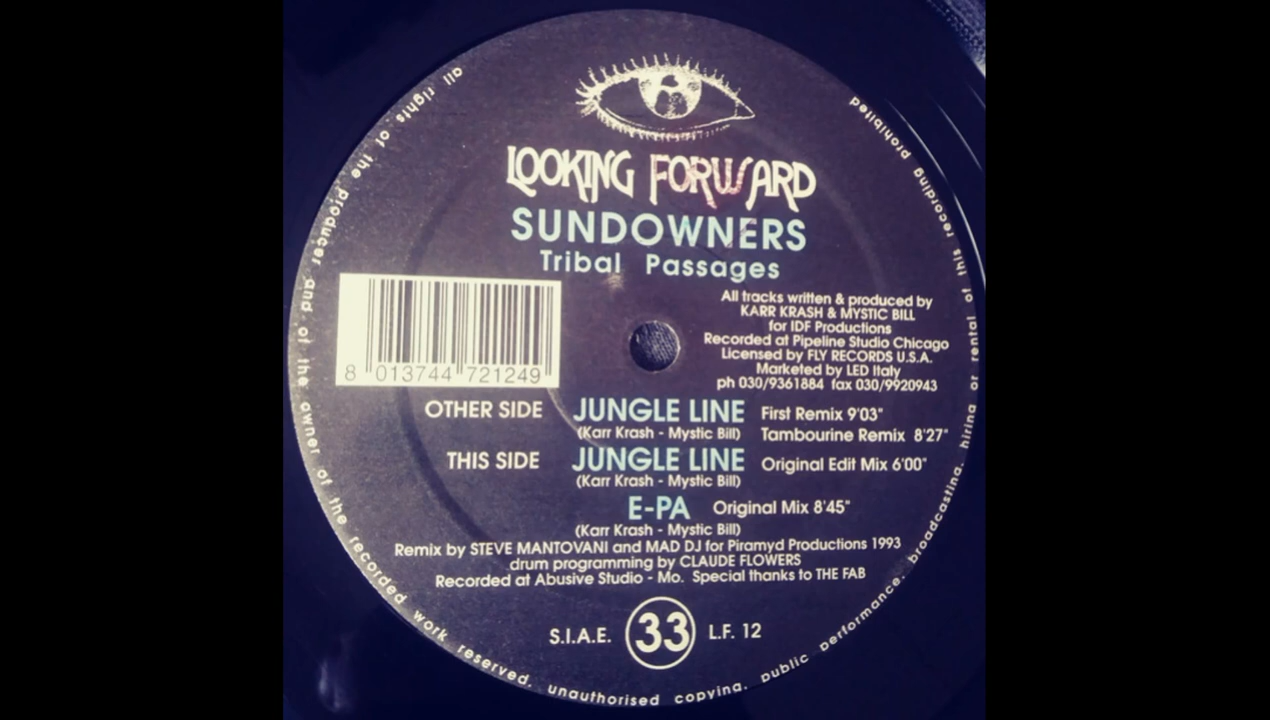 LOOKING FORWARD
SUNDOWNERS
Tribal Passages
8 013744 721249
All tracks written & produced by
KARR KRASH & MYSTIC BILL
for IDF Productions
Recorded at Pipeline Studio Chicago
Licensed by FLY RECORDS U.S.A.
Marketed by LED Italy
ph 030/9361884 fax 030/9920943
OTHER SIDE JUNGLE LINE First Remix 9'03"
(Karr Krash - Mystic Bill) Tambourine Remix 8'27"
THIS SIDE JUNGLE LINE Original Edit Mix 6'00"
(Karr Krash - Mystic Bill)
E-PA Original Mix 8'45"
(Karr Krash - Mystic Bill)
Remix by STEVE MANTOVANI and MAD DJ for Piramyd Productions 1993
drum programming by CLAUDE FLOWERS
Recorded at Abusive Studio - Mo. Special thanks to THE FAB
S.I.A.E. 33 L.F. 12
all rights of the producer and of the owner of the recorded work reserved. unauthorised copying, public performance, broadcasting, hiring or rental of this recording prohibited